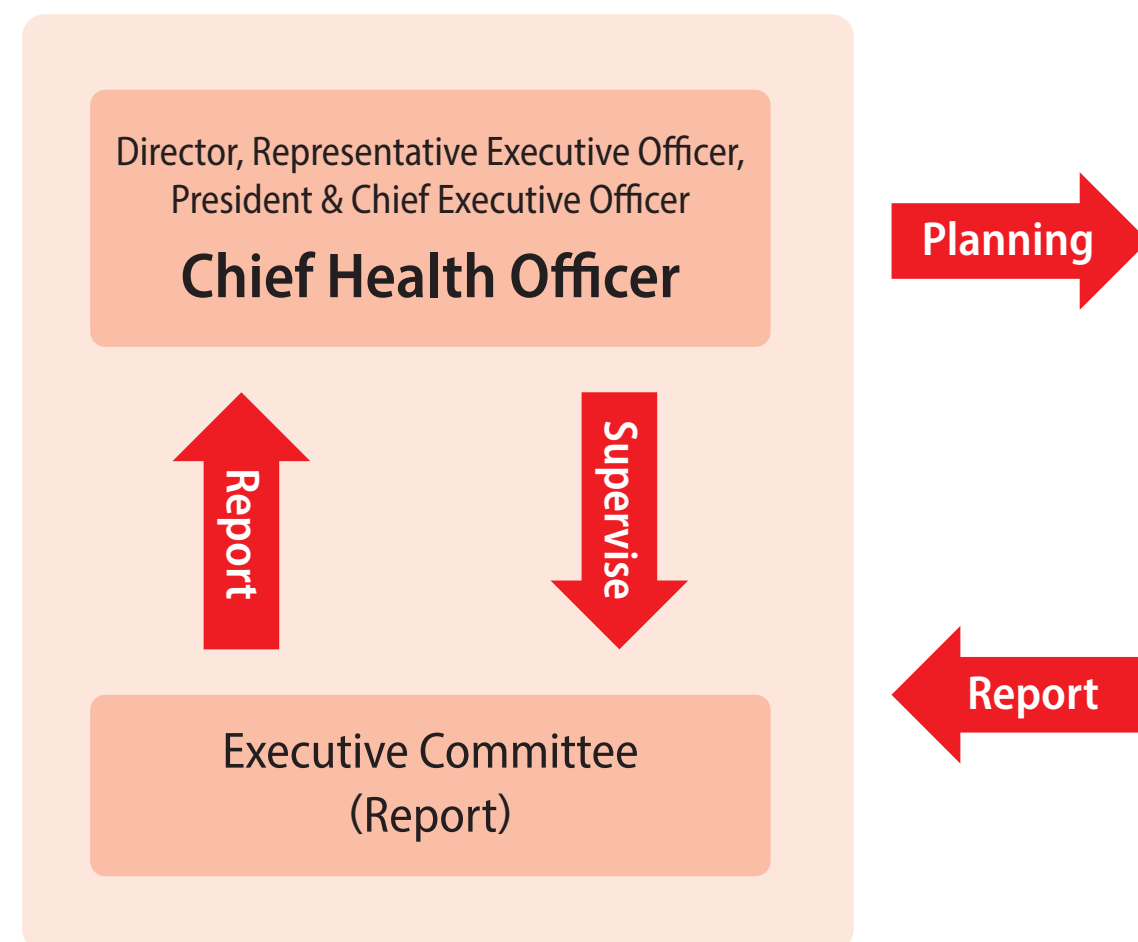 Director, Representative Executive Officer,
President & Chief Executive Officer
Chief Health Officer
Planning
Report
Supervise
Report
Executive Committee
(Report)